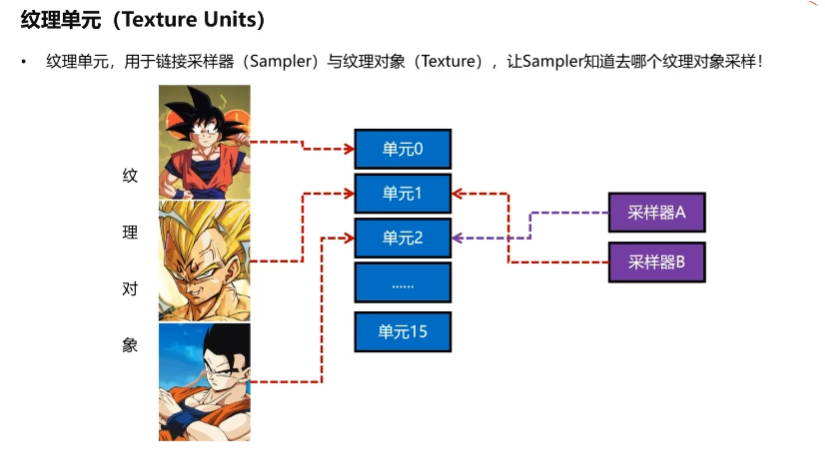 纹理单元（Texture Units）
• 纹理单元，用于链接采样器（Sampler）与纹理对象（Texture），让Sampler知道去哪个纹理对象采样！
纹
理
对
象
单元0
单元1
单元2
......
单元15
采样器A
采样器B